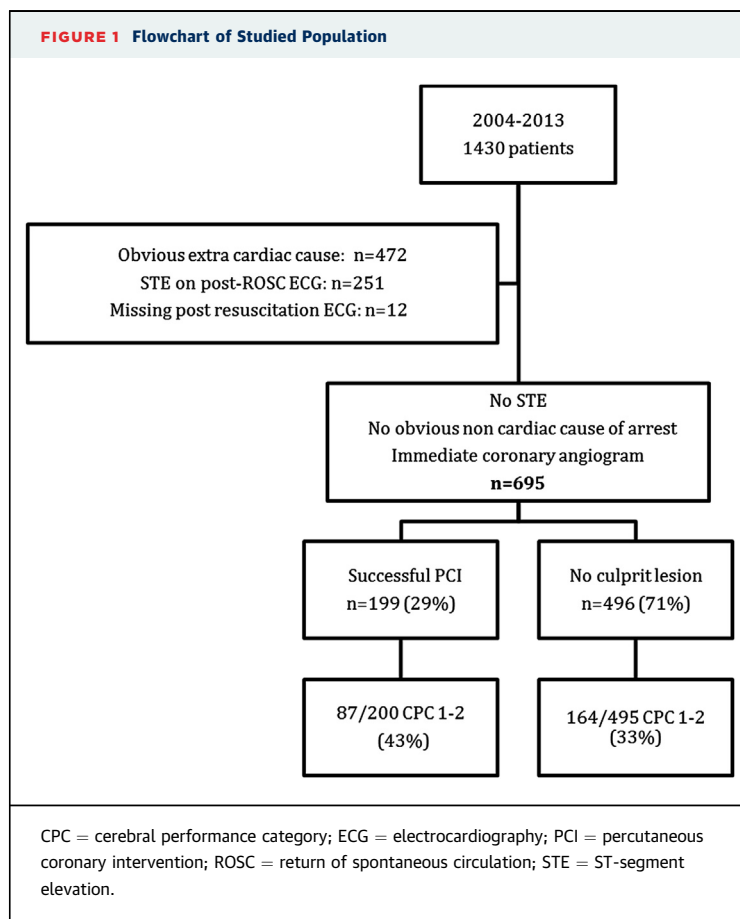 FIGURE 1 Flowchart of Studied Population
2004-2013
1430 patients
Obvious extra cardiac cause: n=472
STE on post-ROSC ECG: n=251
Missing post resuscitation ECG: n=12
No STE
No obvious non cardiac cause of arrest
Immediate coronary angiogram
n=695
Successful PCI
n=199 (29%)
No culprit lesion
n=496 (71%)
87/200 CPC 1-2
(43%)
164/495 CPC 1-2
(33%)
CPC = cerebral performance category; ECG = electrocardiography; PCI = percutaneous
coronary intervention; ROSC = return of spontaneous circulation; STE = ST-segment
elevation.